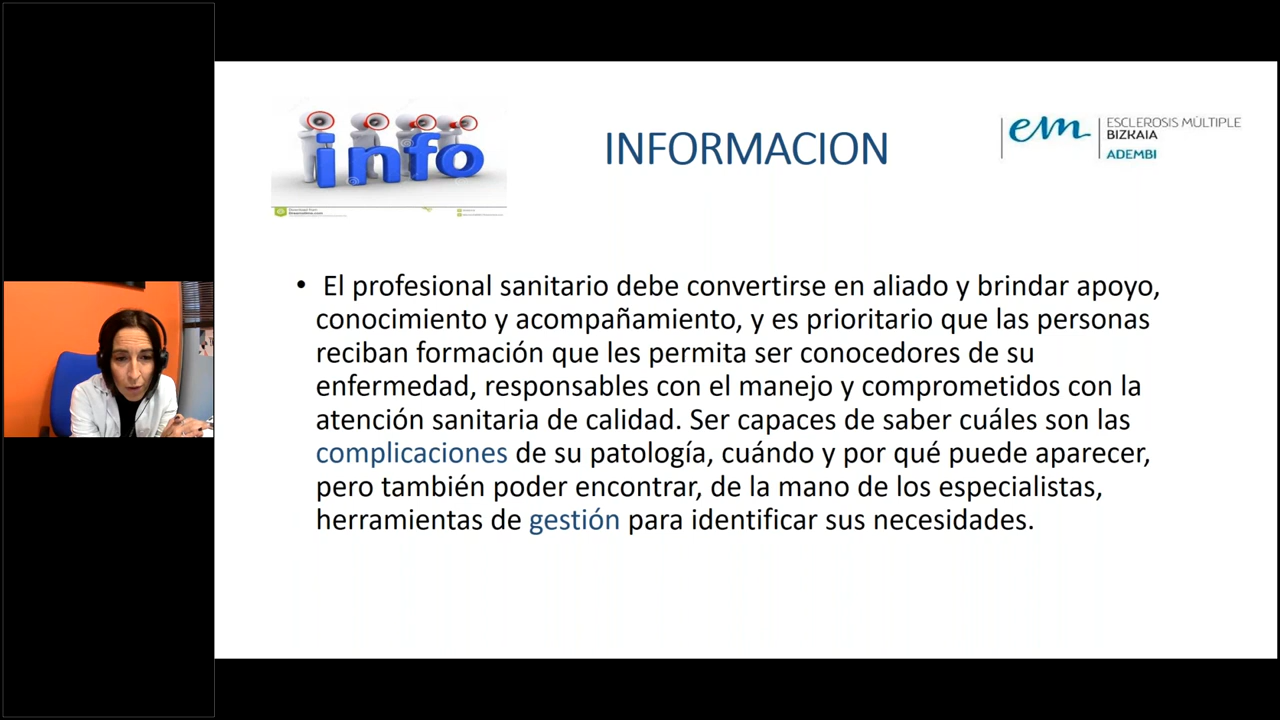 info
INFORMACION
em
ESCLEROSIS MÚLTIPLE
BIZKAIA
ADEMBI
• El profesional sanitario debe convertirse en aliado y brindar apoyo,
conocimiento y acompañamiento, y es prioritario que las personas
reciban formación que les permita ser conocedores de su
enfermedad, responsables con el manejo y comprometidos con la
atención sanitaria de calidad. Ser capaces de saber cuáles son las
complicaciones de su patología, cuándo y por qué puede aparecer,
pero también poder encontrar, de la mano de los especialistas,
herramientas de gestión para identificar sus necesidades.